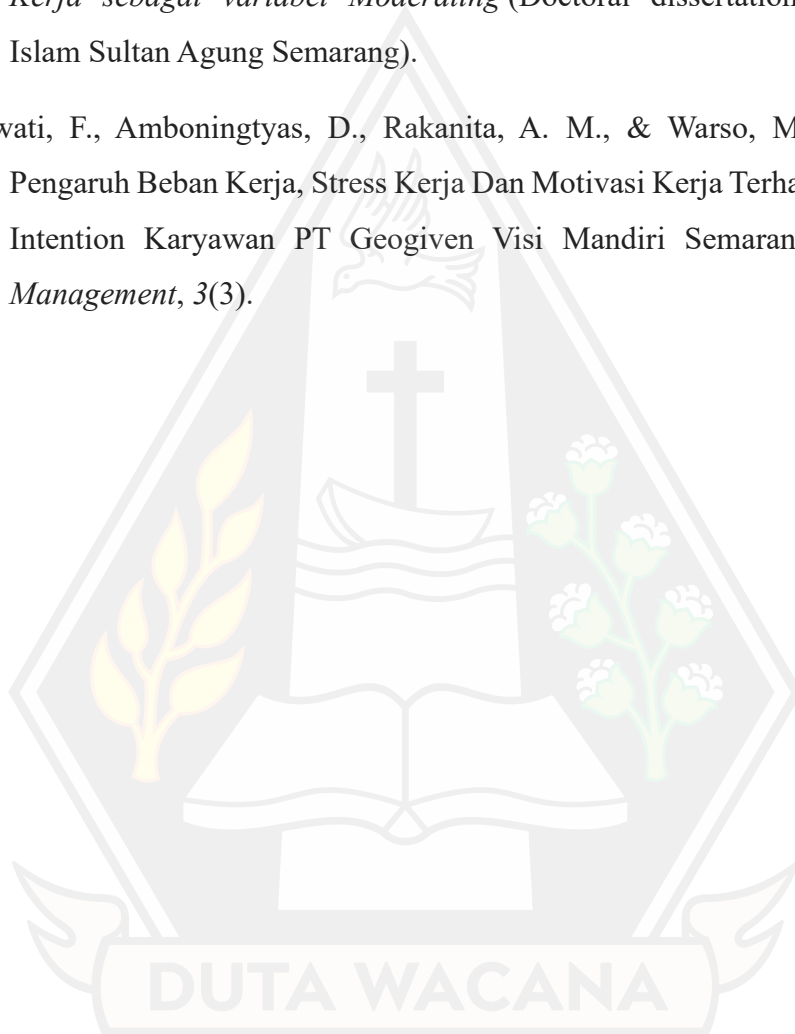 Kerja sebagai variabel Moderating (Doctoral dissertation
Islam Sultan Agung Semarang).
wati, F., Amboningtyas, D., Rakanita, A. M., & Warso, M
Pengaruh Beban Kerja, Stress Kerja Dan Motivasi Kerja Terha
Intention Karyawan PT Geogiven Visi Mandiri Semaran
Management, 3(3).
DUTA WACANA